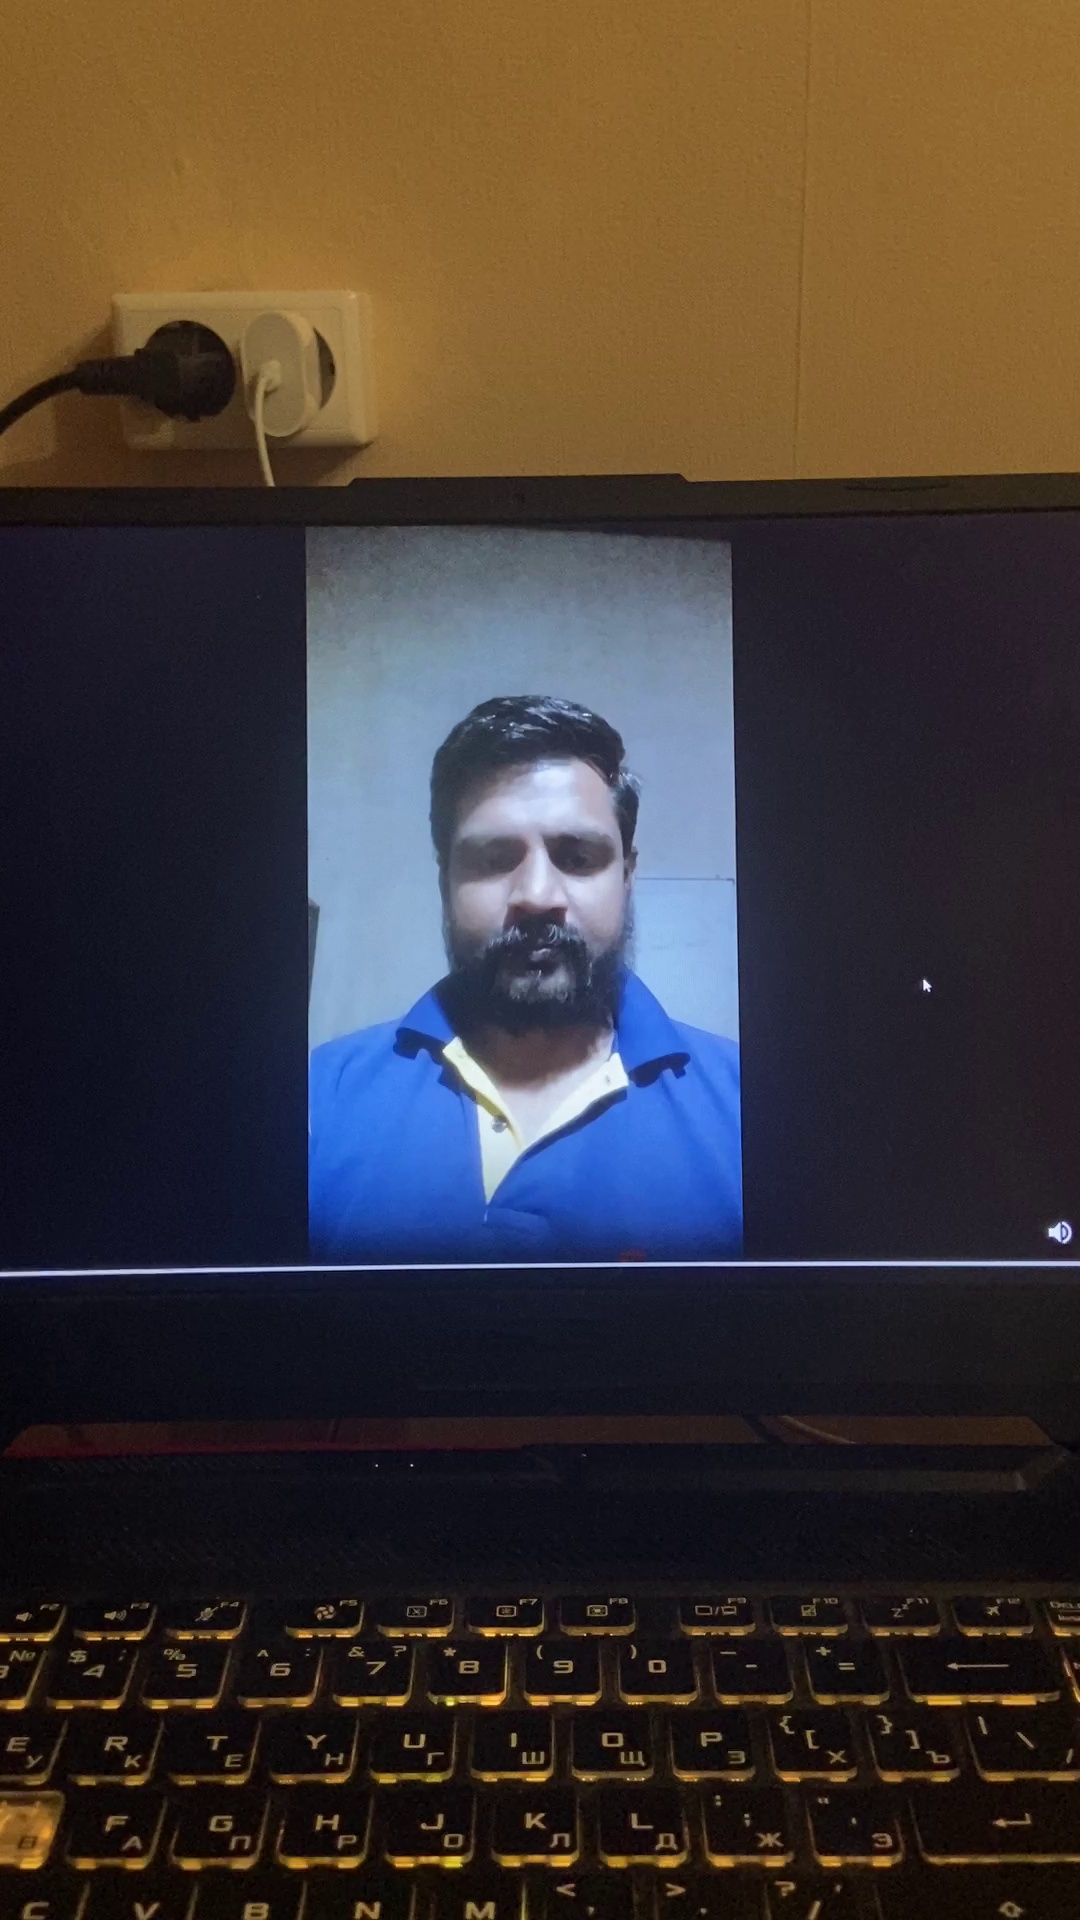 F2 F3 F4 F5 F6 F7 F8 F9 F10 F11 F12 DEL
№ 3 $ ; 4 % 5 ^ : 6 & ? 7 * 8 ( 9 ) 0 _ - + =
E У R К T Е Y Н U Г I Ш O Щ P З { [ Х } ] Ъ | \ /
В F А G П H Р J О K Л L Д : ; Ж " ' Э
C V B N M < , > . ? / ,